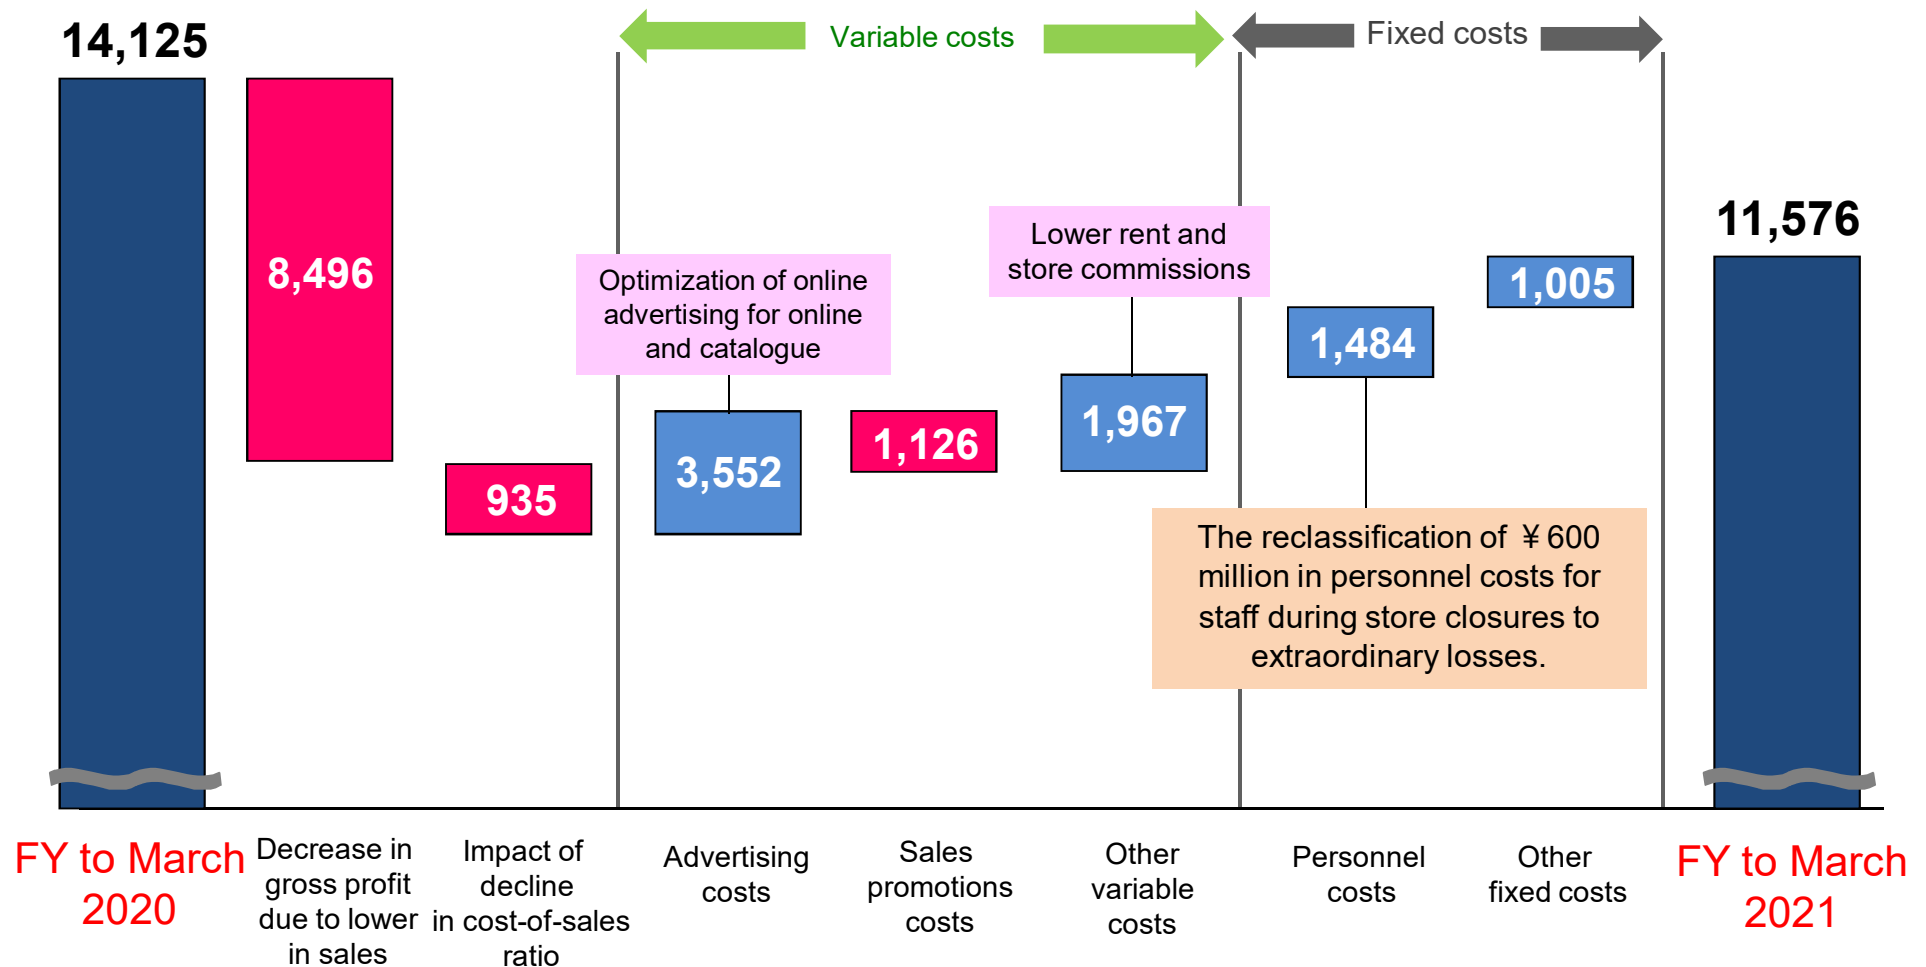 14,125
Variable costs
Fixed costs
8,496
935
Optimization of online
advertising for online
and catalogue
3,552
1,126
Lower rent and
store commissions
1,967
1,484
1,005
The reclassification of ¥600
million in personnel costs for
staff during store closures to
extraordinary losses.
11,576
FY to March
2020
Decrease in
gross profit
due to lower
in sales
Impact of
decline
in cost-of-sales
ratio
Advertising
costs
Sales
promotions
costs
Other
variable
costs
Personnel
costs
Other
fixed costs
FY to March
2021